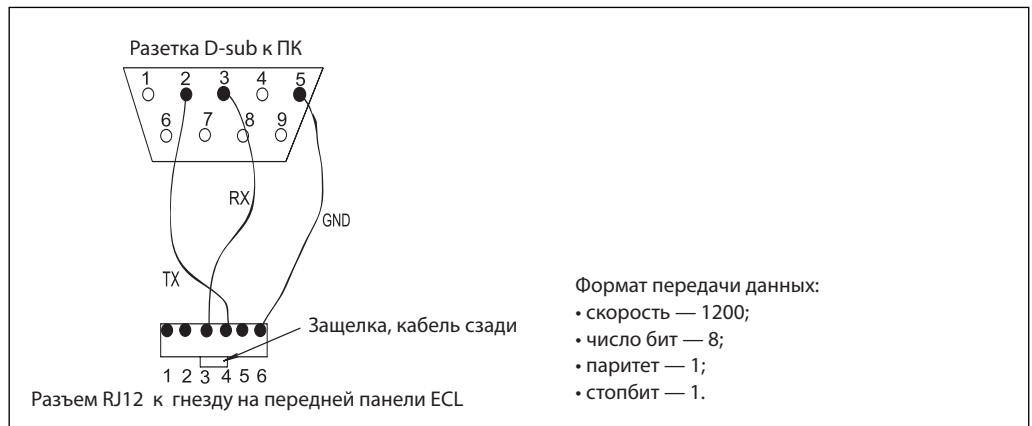 Разетка D-sub к ПК
1 2 3 4 5
6 7 8 9
RX
GND
TX
Защелка, кабель сзади
1 2 3 4 5 6
Разъем RJ12 к гнезду на передней панели ECL
Формат передачи данных:
• скорость — 1200;
• число бит — 8;
• паритет — 1;
• стопбит — 1.